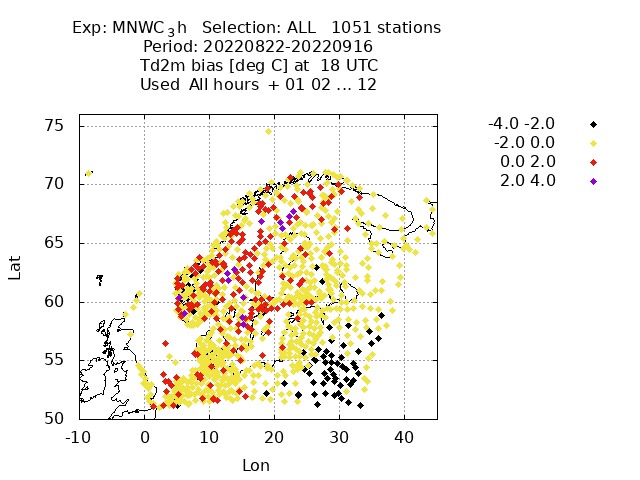 Exp: MNWC_3h Selection: ALL 1051 stations
Period: 20220822-20220916
Td2m bias [deg C] at 18 UTC
Used All hours + 01 02 ... 12
-4.0 -2.0
-2.0 0.0
0.0 2.0
2.0 4.0
75
70
65
60
55
50
Lat
-10 0 10 20 30 40
Lon